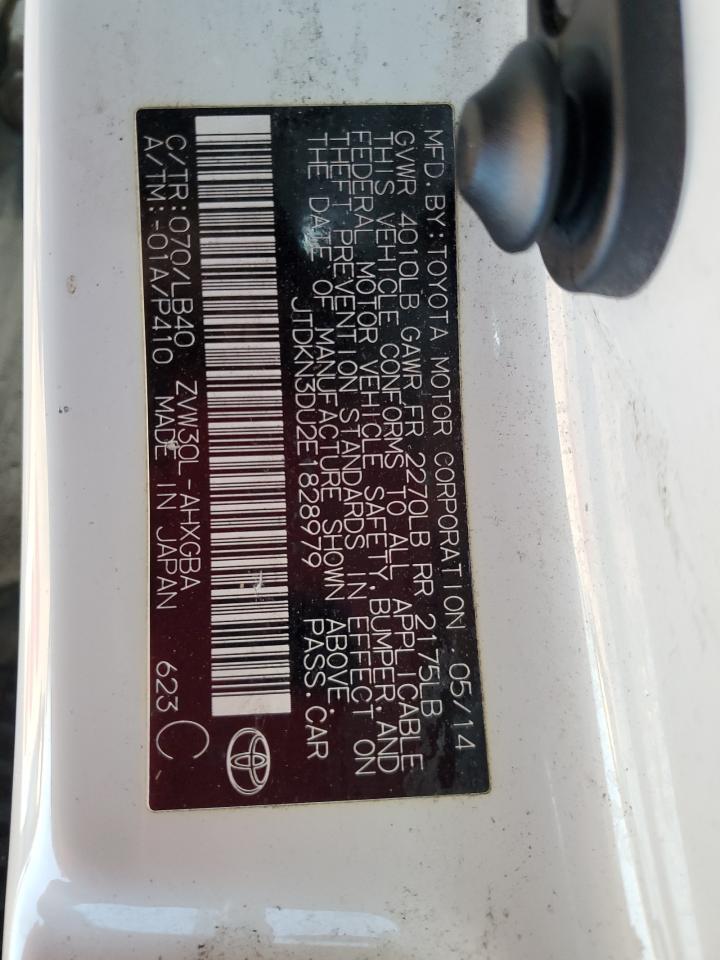 MFD. BY: TOYOTA MOTOR CORPORATION 05/14
GVWR 4010LB GAWR FR 2270LB RR 2175LB
THIS VEHICLE CONFORMS TO ALL APPLICABLE
FEDERAL MOTOR VEHICLE SAFETY, BUMPER, AND
THEFT PREVENTION STANDARDS IN EFFECT ON
THE DATE OF MANUFACTURE SHOWN ABOVE.
JTDKN3DU2E1828979 PASS. CAR
C/TR: 070/LB40 ZVW30L-AHXGBA 623 C
A/TM: -01A/P410 MADE IN JAPAN